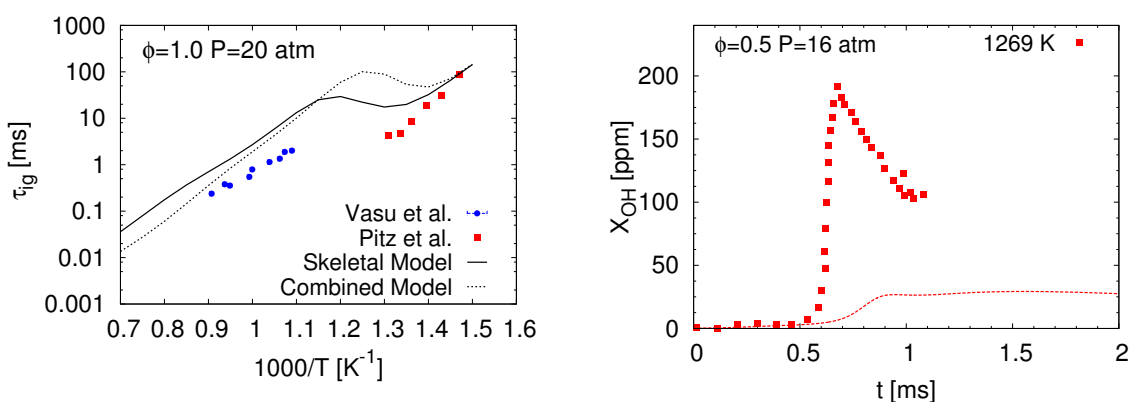 ϕ=1.0 P=20 atm
1000
100
10
1
0.1
0.01
0.001
τig [ms]
Vasu et al.
Pitz et al.
Skeletal Model
Combined Model
0.7 0.8 0.9 1 1.1 1.2 1.3 1.4 1.5 1.6
1000/T [K-1]
ϕ=0.5 P=16 atm
1269 K
200
150
100
50
0
XOH [ppm]
0 0.5 1 1.5 2
t [ms]